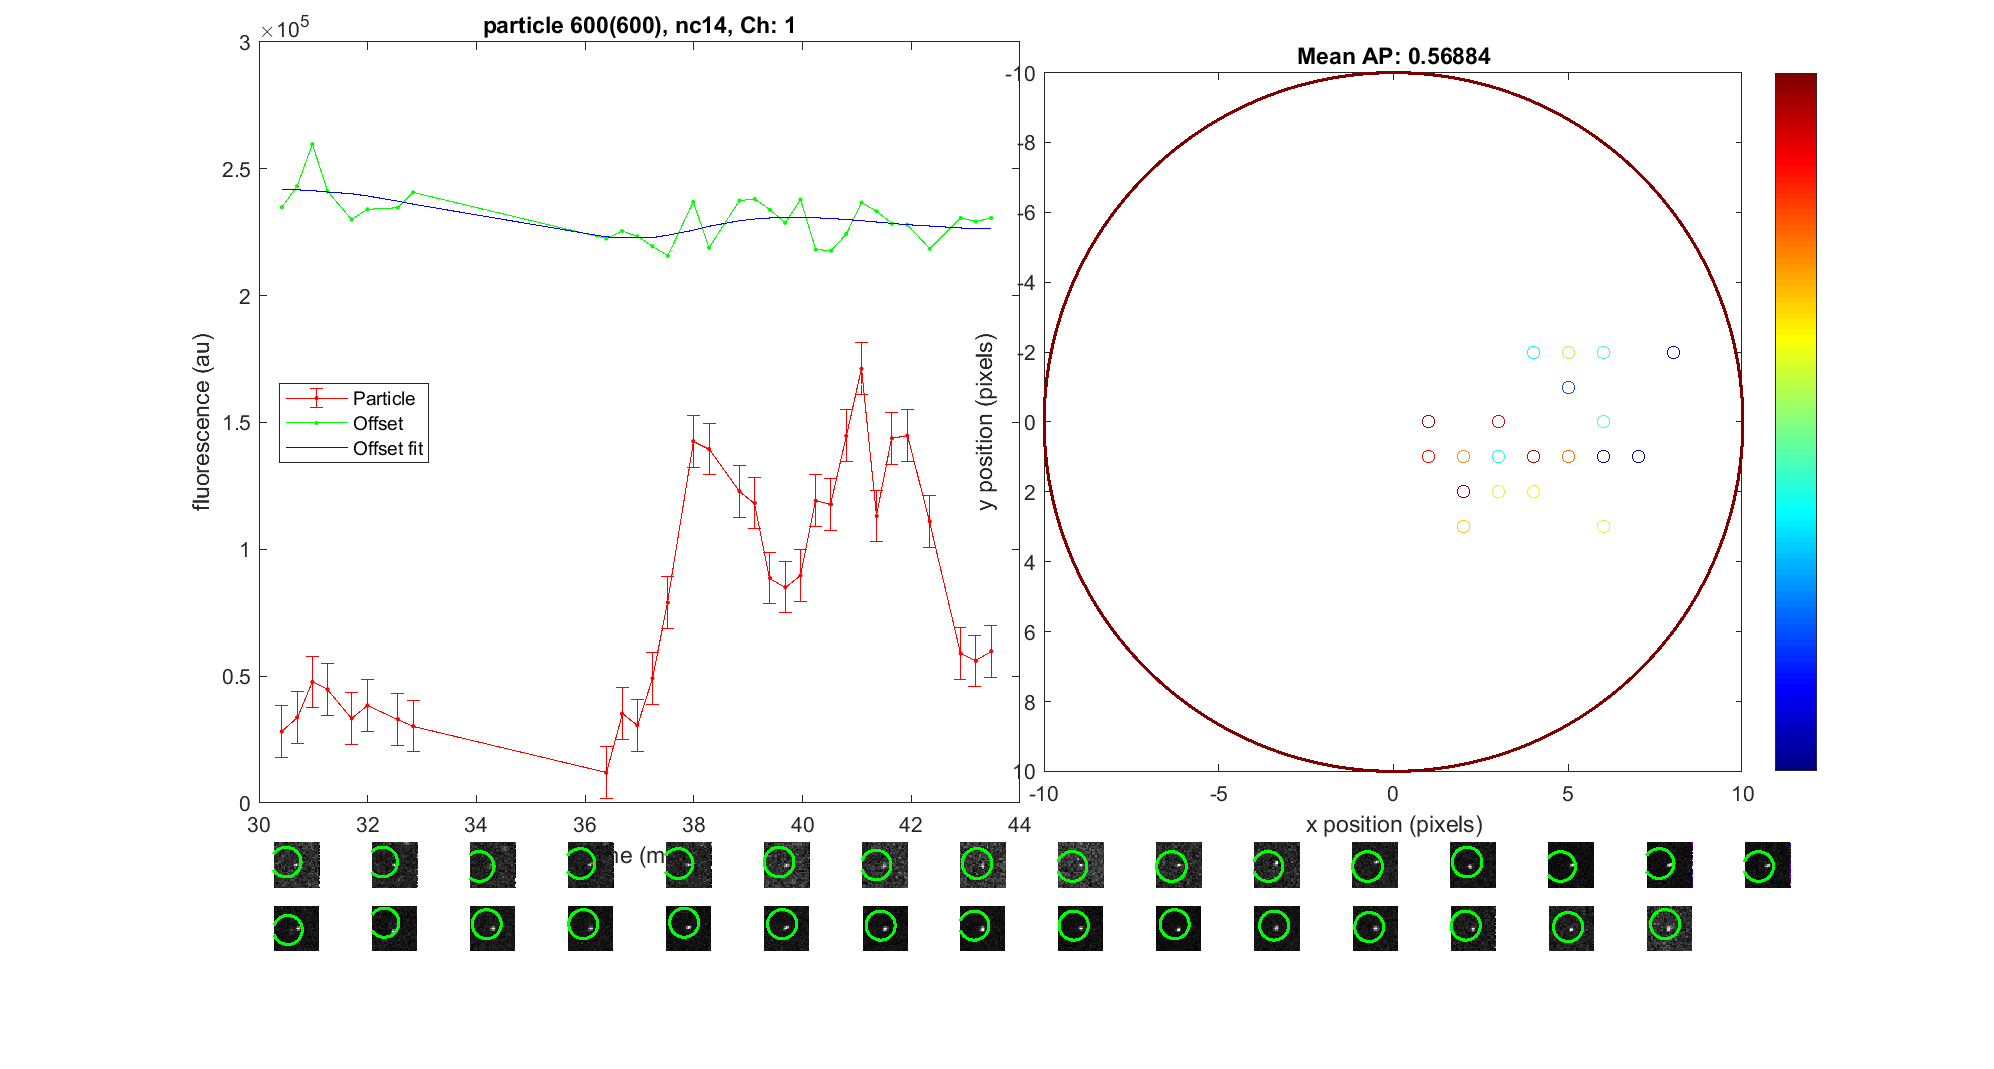 particle 600(600), nc14, Ch: 1
×10^5
3
2.5
2
1.5
1
0.5
0
30 32 34 36 38 40 42 44
fluorescence (au)
Particle
Offset
Offset fit
Mean AP: 0.56884
-10
-8
-6
-4
-2
0
2
4
6
8
10
-10 -5 0 5 10
y position (pixels)
x position (pixels)